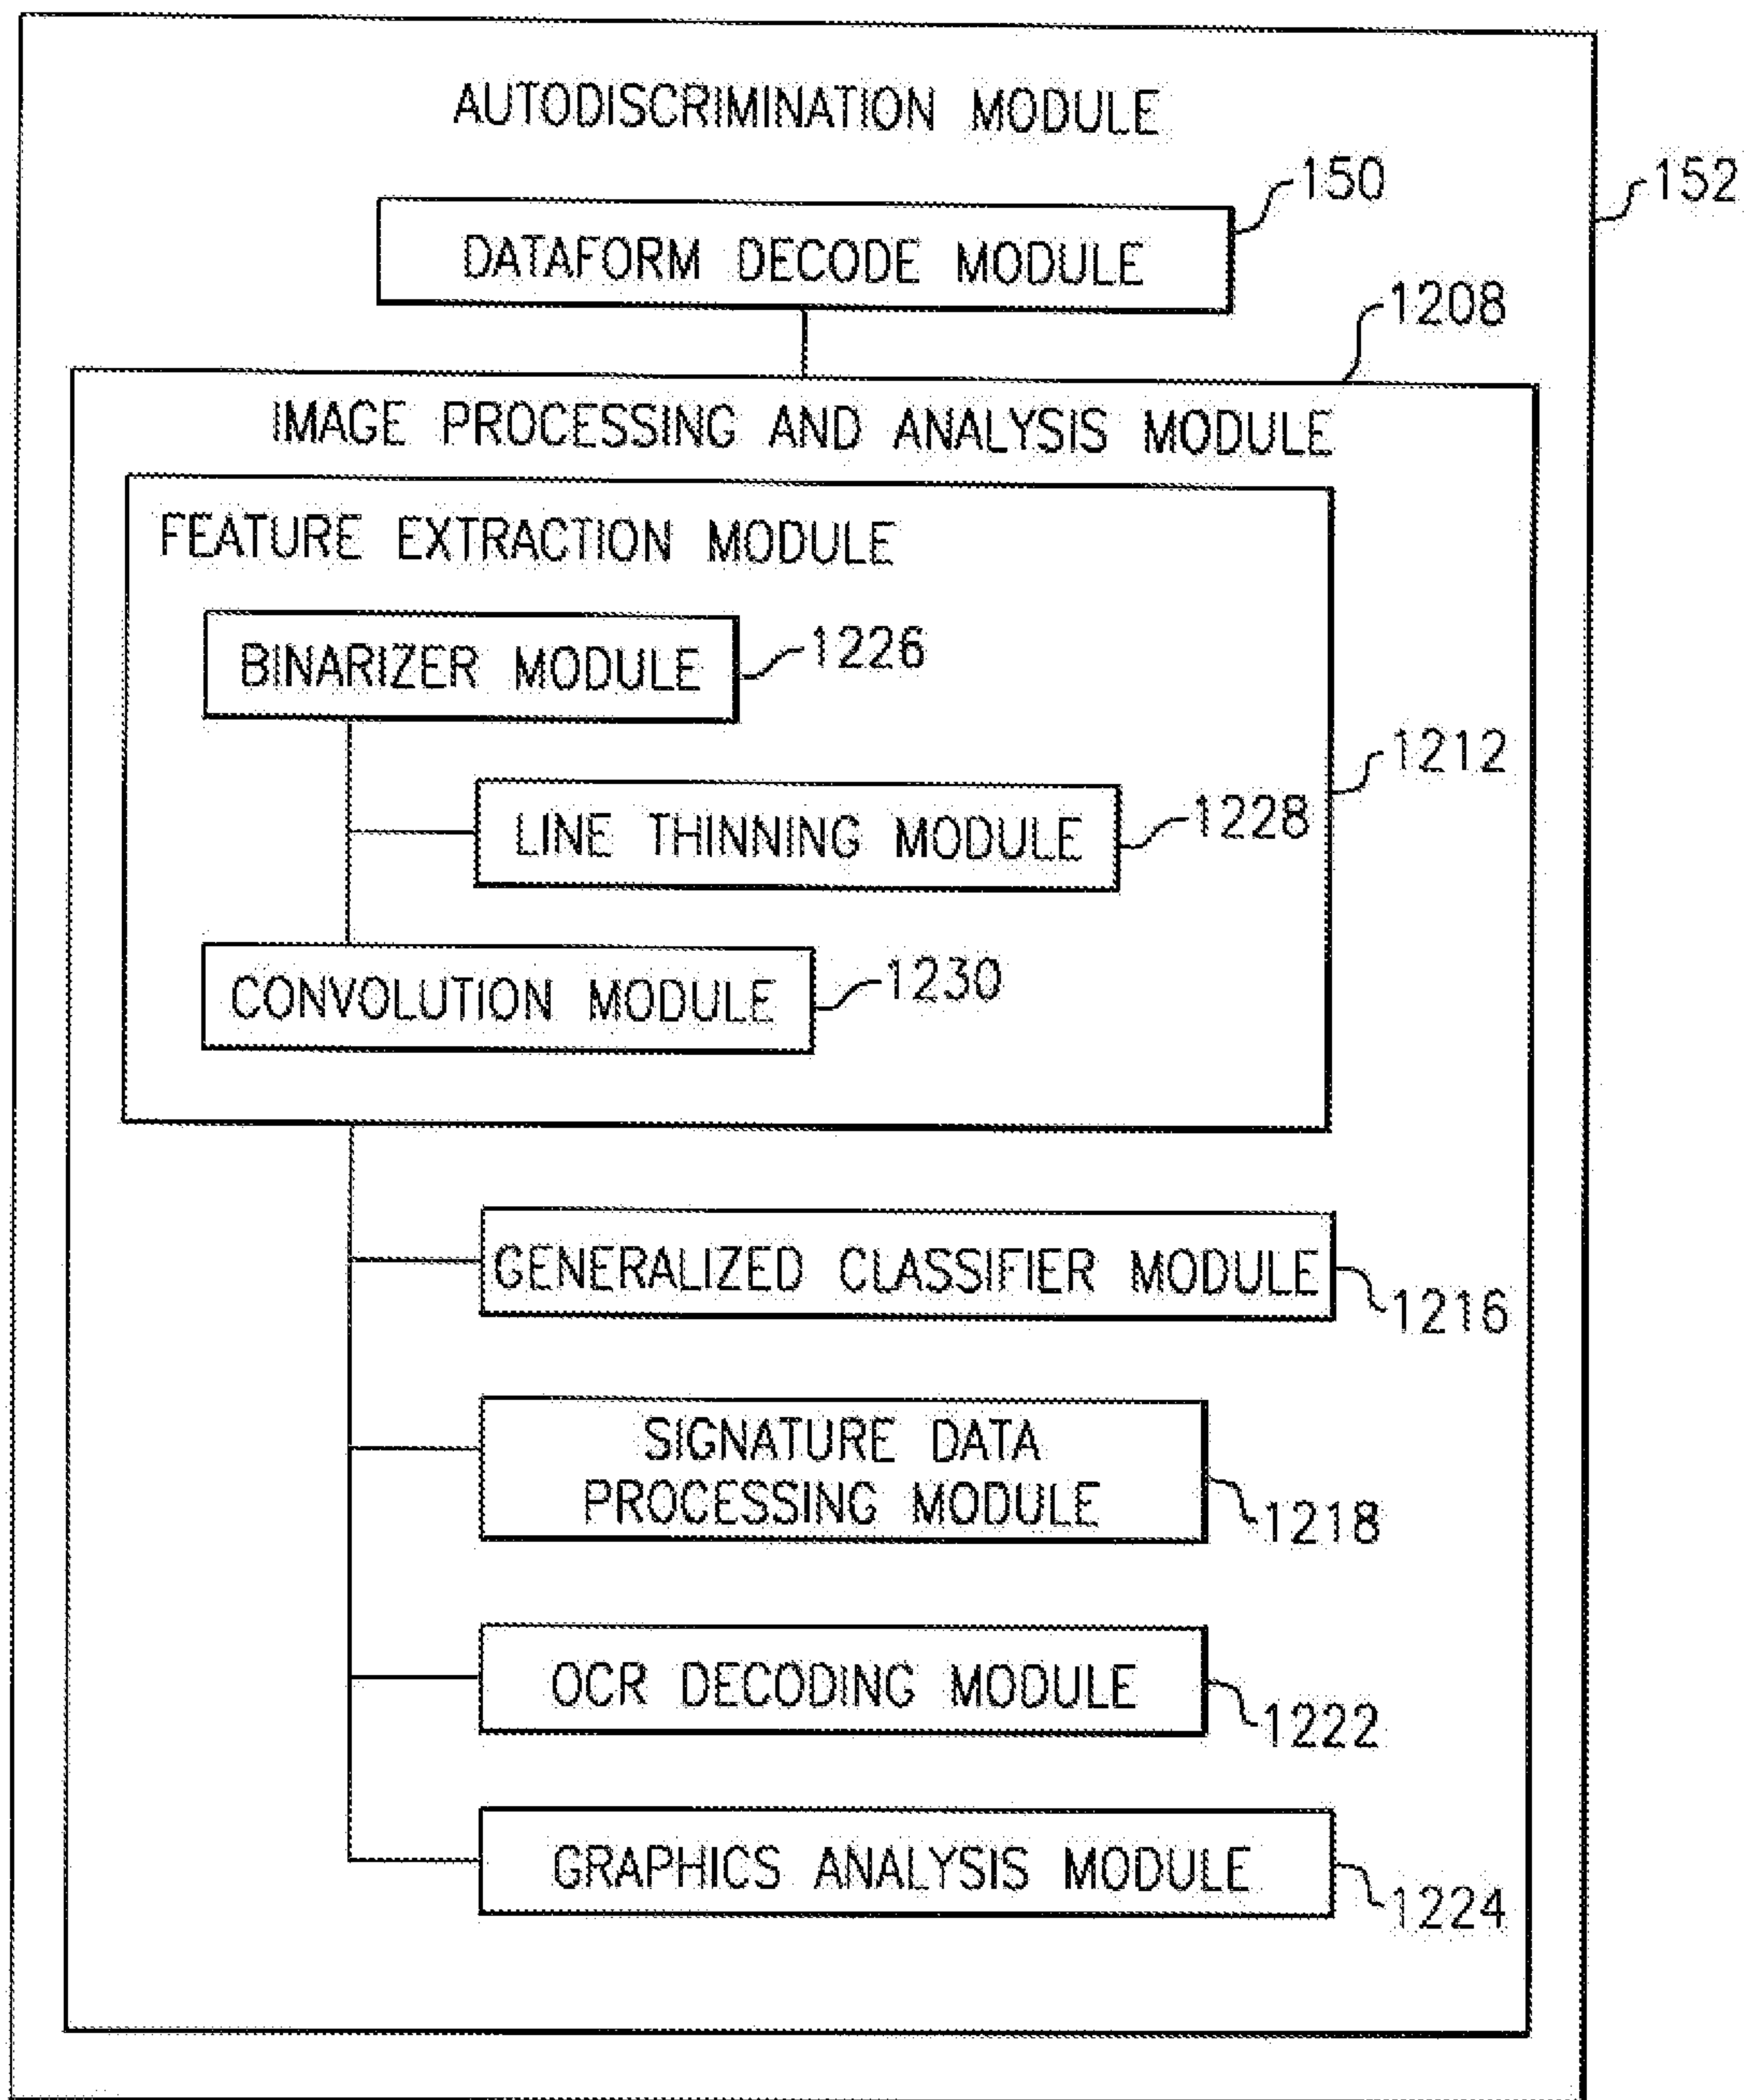 AUTODISCRIMINATION MODULE
150
152
DATAFORM DECODE MODULE
1208
IMAGE PROCESSING AND ANALYSIS MODULE
FEATURE EXTRACTION MODULE
BINARIZER MODULE
1226
1212
LINE THINNING MODULE
1228
CONVOLUTION MODULE
1230
GENERALIZED CLASSIFIER MODULE
1216
SIGNATURE DATA
PROCESSING MODULE
1218
OCR DECODING MODULE
1222
GRAPHICS ANALYSIS MODULE
1224